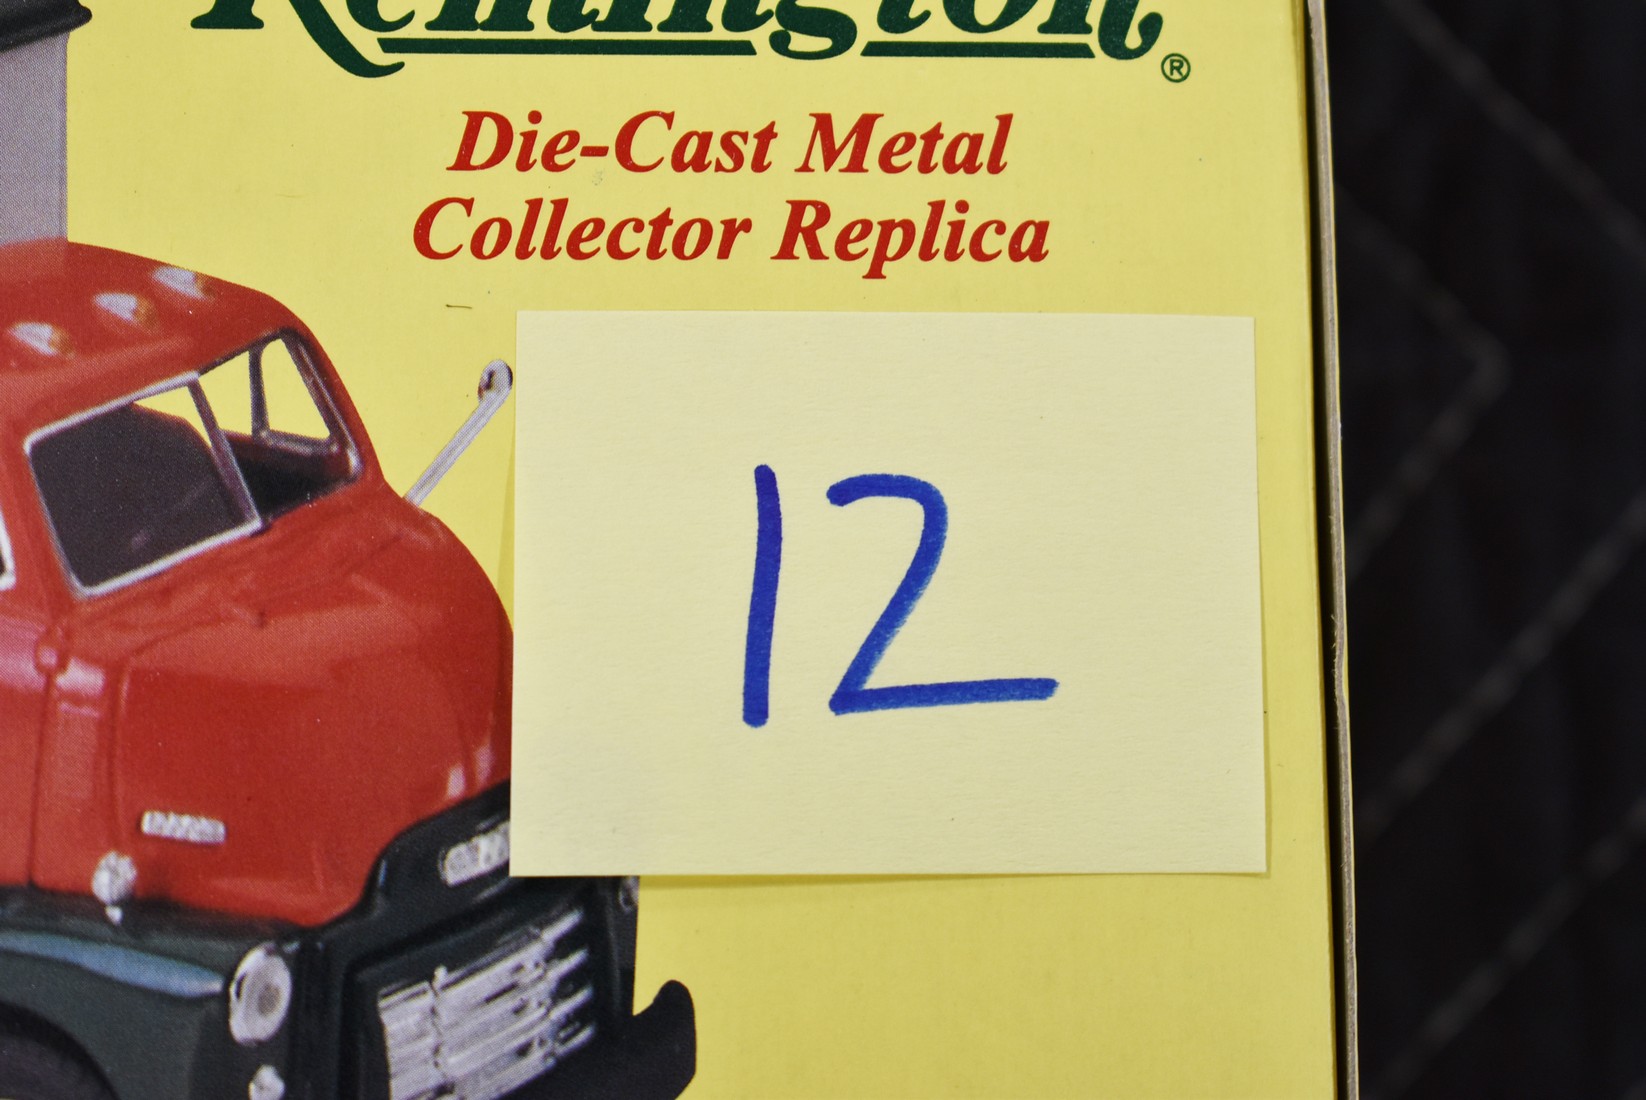 Remington®
Die-Cast Metal
Collector Replica
12